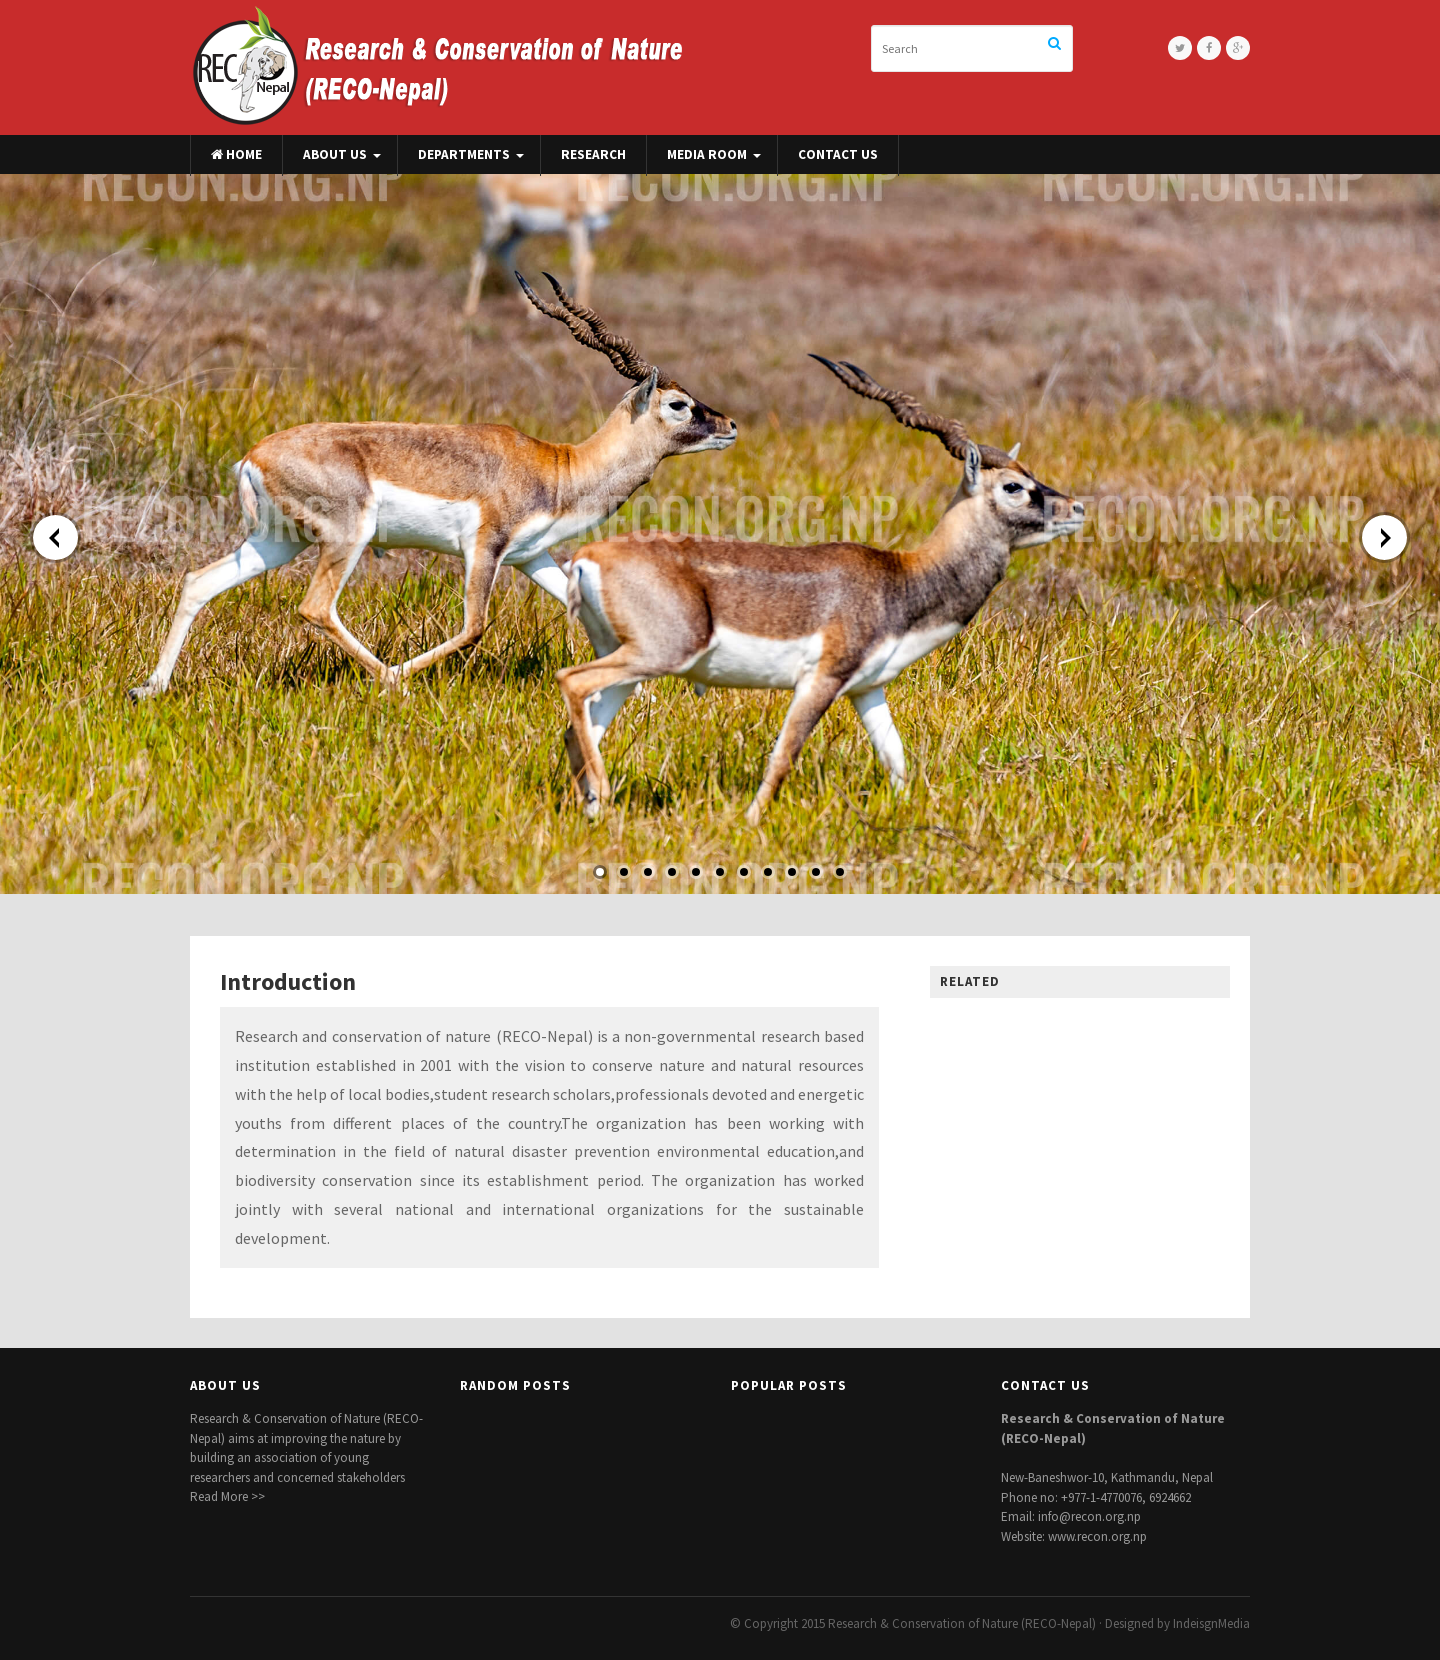 REC
Nepal
Research & Conservation of Nature
(RECO-Nepal)
Search
HOME
ABOUT US
DEPARTMENTS
RESEARCH
MEDIA ROOM
CONTACT US
RECON.ORG.NP RECON.ORG.NP RECON.ORG.NP
RECON.ORG.NP RECON.ORG.NP RECON.ORG.NP
RECON.ORG.NP RECON.ORG.NP RECON.ORG.NP
Introduction
Research and conservation of nature (RECO-Nepal) is a non-governmental research based
institution established in 2001 with the vision to conserve nature and natural resources
with the help of local bodies,student research scholars,professionals devoted and energetic
youths from different places of the country.The organization has been working with
determination in the field of natural disaster prevention environmental education,and
biodiversity conservation since its establishment period. The organization has worked
jointly with several national and international organizations for the sustainable
development.
RELATED
ABOUT US
Research & Conservation of Nature (RECO-
Nepal) aims at improving the nature by
building an association of young
researchers and concerned stakeholders
Read More >>
RANDOM POSTS
POPULAR POSTS
CONTACT US
Research & Conservation of Nature
(RECO-Nepal)
New-Baneshwor-10, Kathmandu, Nepal
Phone no: +977-1-4770076, 6924662
Email: info@recon.org.np
Website: www.recon.org.np
© Copyright 2015 Research & Conservation of Nature (RECO-Nepal) · Designed by IndeisgnMedia